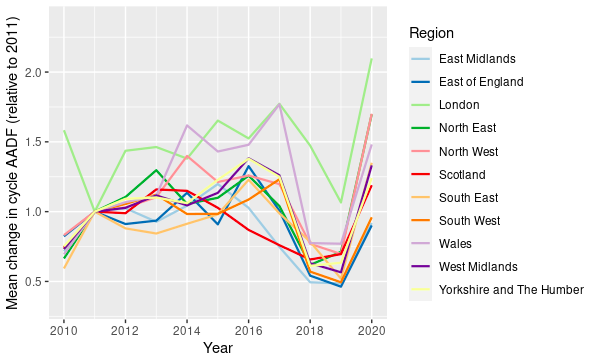 Mean change in cycle AADF (relative to 2011)
2.0
1.5
1.0
0.5
2010 2012 2014 2016 2018 2020
Year
Region
East Midlands
East of England
London
North East
North West
Scotland
South East
South West
Wales
West Midlands
Yorkshire and The Humber